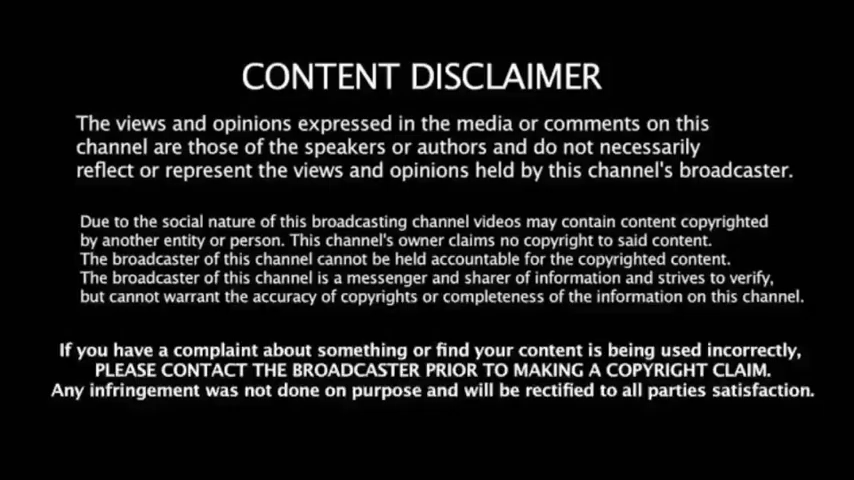 CONTENT DISCLAIMER
The views and opinions expressed in the media or comments on this
channel are those of the speakers or authors and do not necessarily
reflect or represent the views and opinions held by this channel's broadcaster.
Due to the social nature of this broadcasting channel videos may contain content copyrighted
by another entity or person. This channel's owner claims no copyright to said content.
The broadcaster of this channel cannot be held accountable for the copyrighted content.
The broadcaster of this channel is a messenger and sharer of information and strives to verify,
but cannot warrant the accuracy of copyrights or completeness of the information on this channel.
If you have a complaint about something or find your content is being used incorrectly,
PLEASE CONTACT THE BROADCASTER PRIOR TO MAKING A COPYRIGHT CLAIM.
Any infringement was not done on purpose and will be rectified to all parties satisfaction.